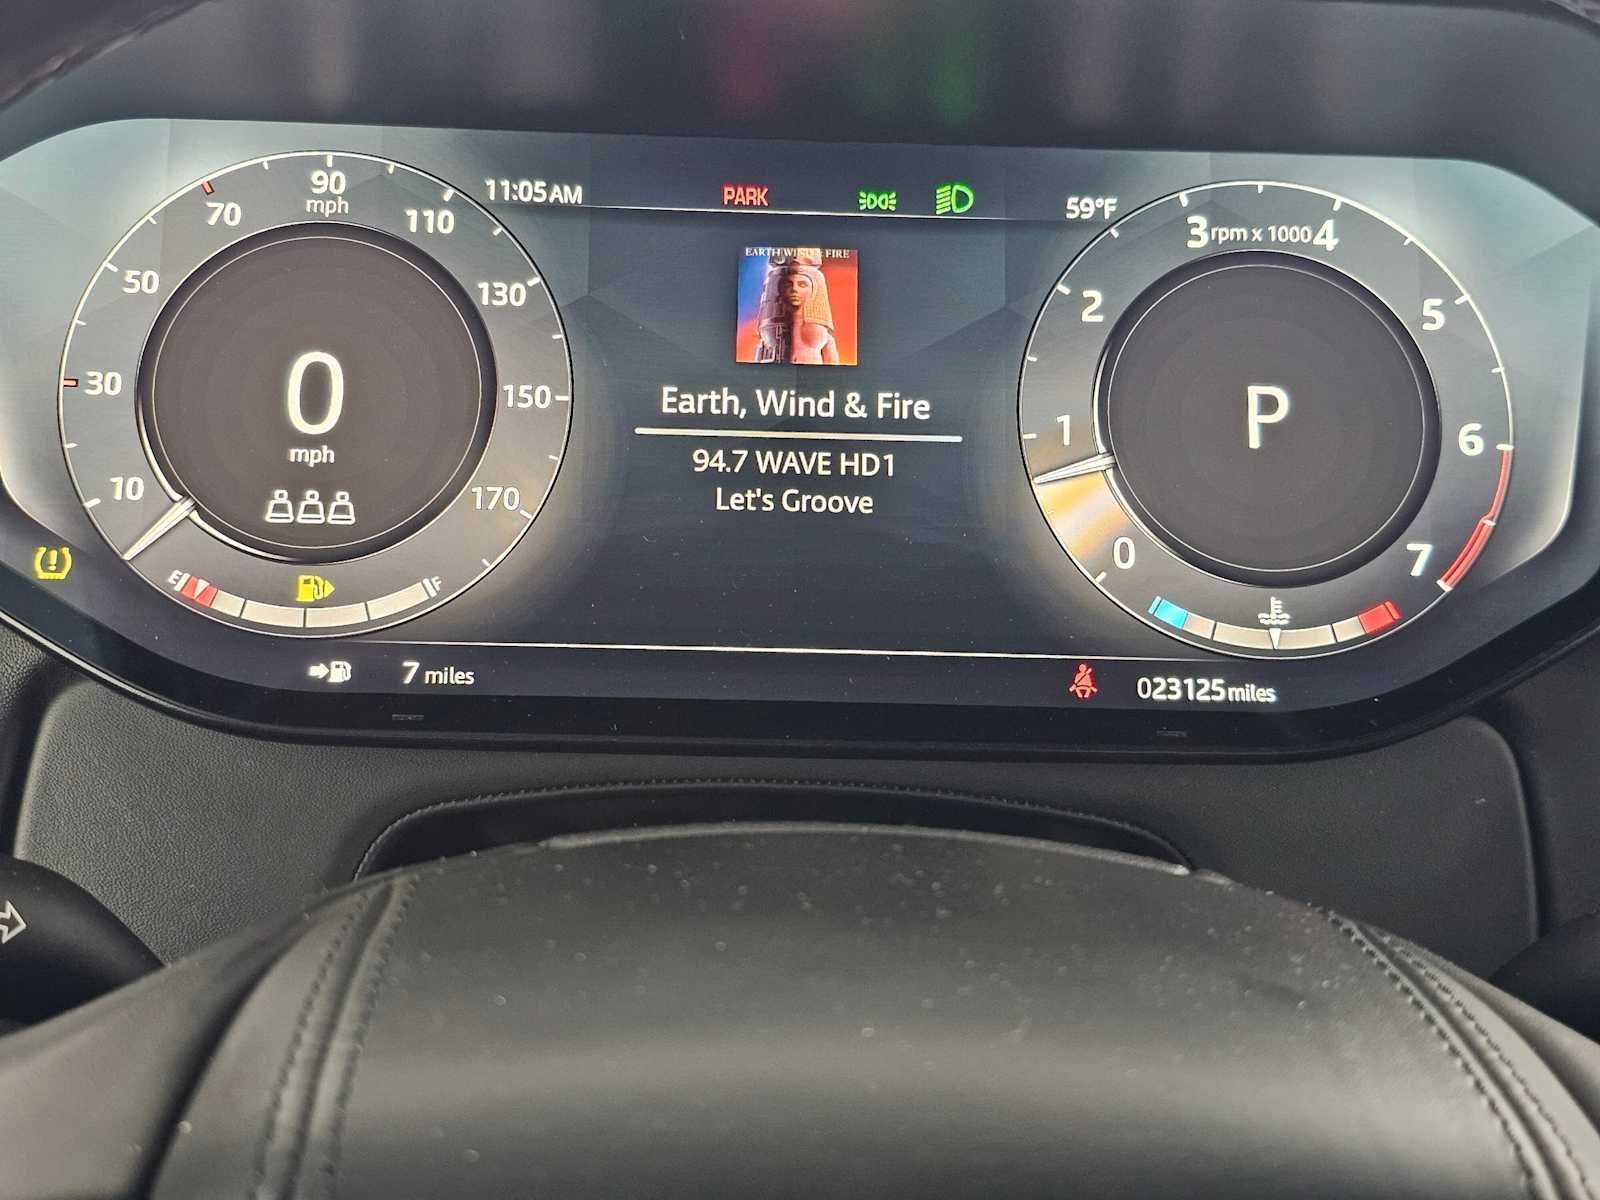 11:05AM
PARK
59°F
10
30
50
70
90
mph
110
130
150
170
0
mph
E
F
EARTH WIND & FIRE
Earth, Wind & Fire
94.7 WAVE HD1
Let's Groove
0
1
2
3
rpm x 1000
4
5
6
7
P
7 miles
023125miles